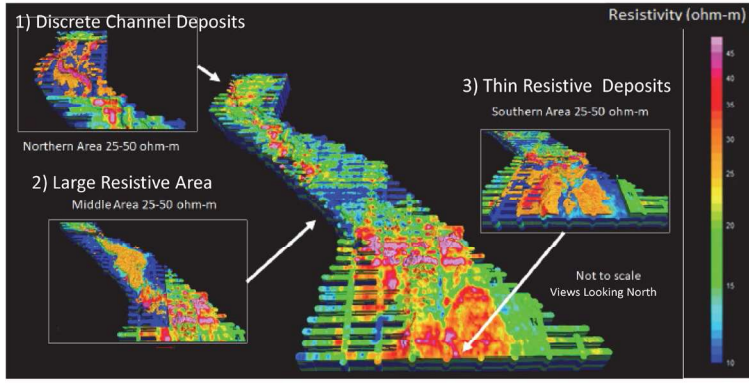 1) Discrete Channel Deposits
Resistivity (ohm-m)
Northern Area 25-50 ohm-m
2) Large Resistive Area
Middle Area 25-50 ohm-m
3) Thin Resistive Deposits
Southern Area 25-50 ohm-m
Not to scale
Views Looking North
45
40
35
30
25
20
15
10